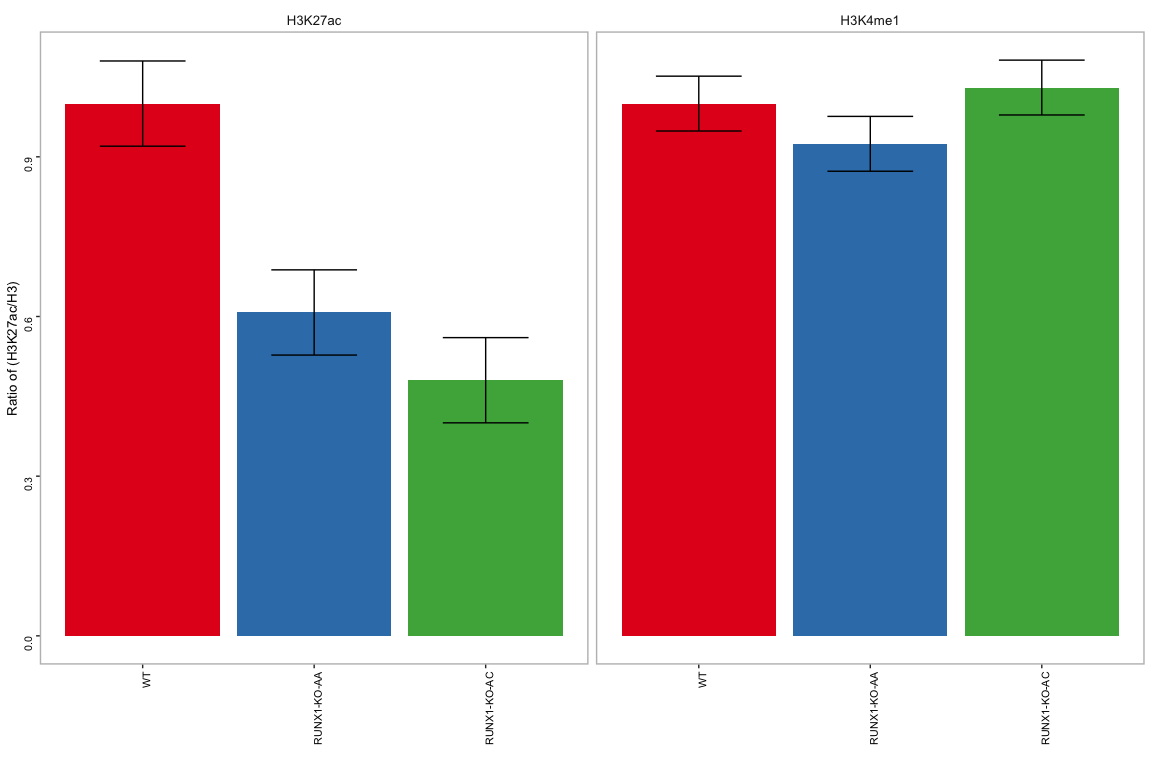 H3K27ac
H3K4me1
Ratio of (H3K27ac/H3)
0.9
0.6
0.3
0.0
WT
RUNX1-KO-AA
RUNX1-KO-AC
WT
RUNX1-KO-AA
RUNX1-KO-AC